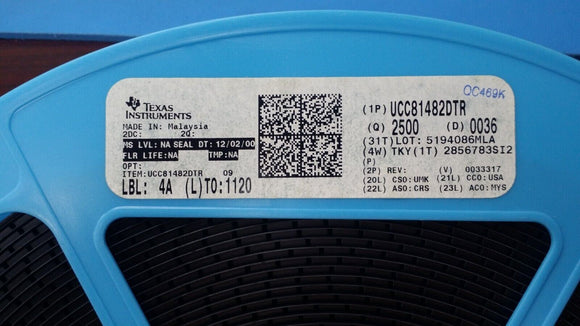 TEXAS
INSTRUMENTS
MADE IN: Malaysia
2DC: 2Q:
MS LVL: NA SEAL DT: 12/02/00
FLR LIFE:NA TMP:NA
OPT:
ITEM:UCC81482DTR 09
LBL: 4A (L)TO:1120
QC469K
(1P) UCC81482DTR
(Q) 2500 (D) 0036
(31T)LOT: 5194086MLA
(4W) TKY(1T) 2856783SI2
(P)
(2P) REV: (V) 0033317
(20L) CSO:UMK (21L) CCO:USA
(22L) ASO:CRS (23L) ACO:MYS